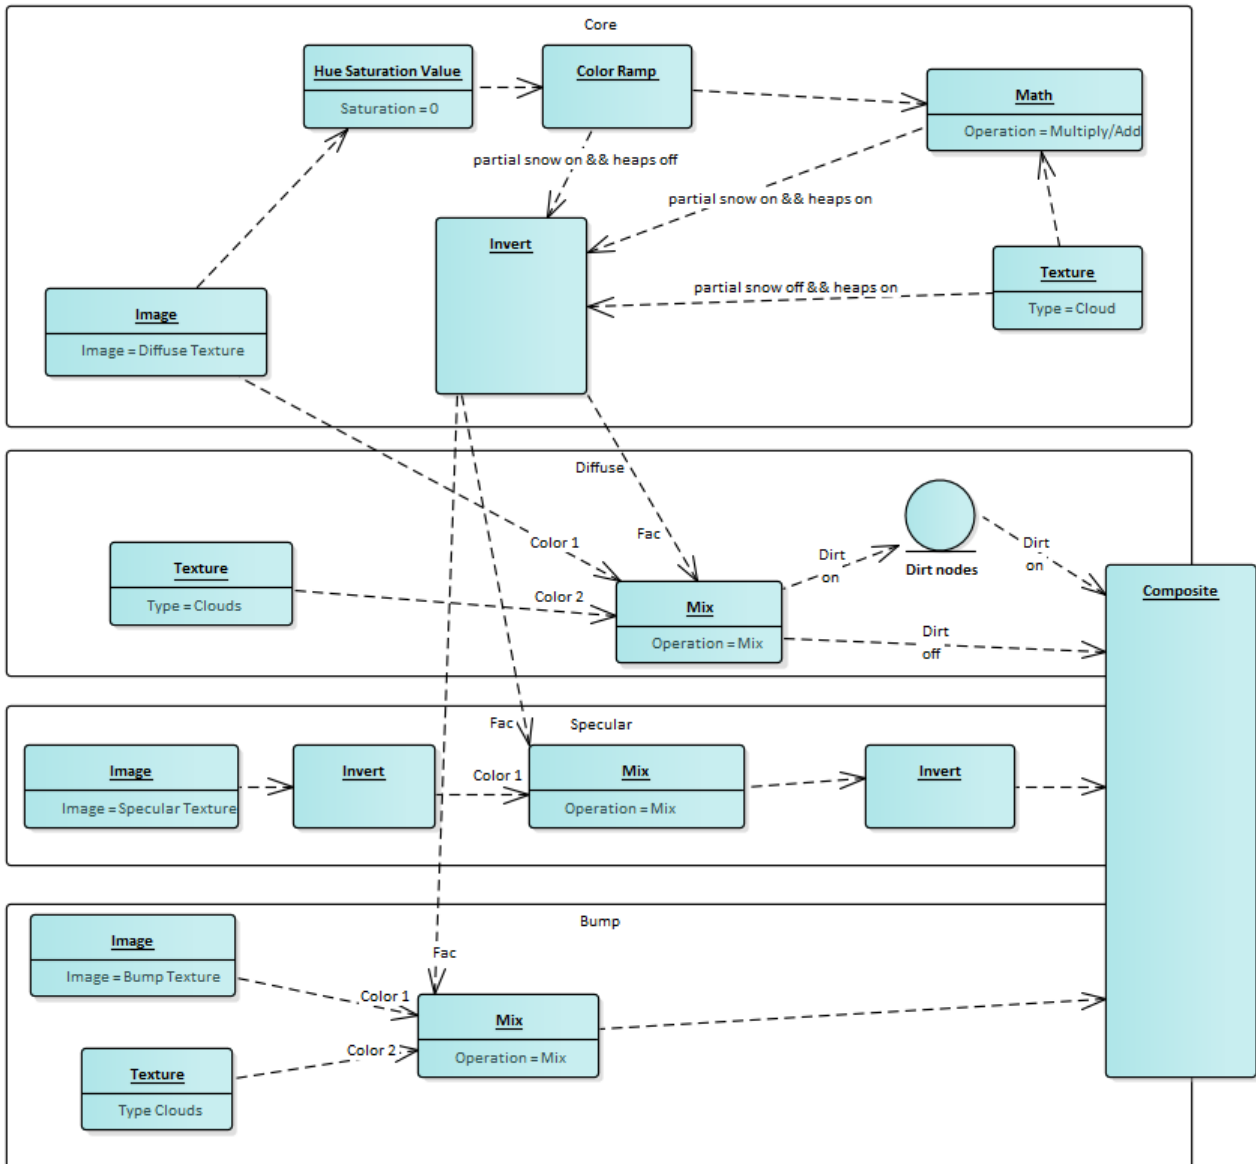 Core
Hue Saturation Value
Saturation = 0
Color Ramp
Math
Operation = Multiply/Add
partial snow on && heaps off
partial snow on && heaps on
Invert
Texture
Type = Cloud
partial snow off && heaps on
Image
Image = Diffuse Texture
Diffuse
Color 1
Fac
Dirt
on
Dirt nodes
Dirt
on
Texture
Type = Clouds
Color 2
Mix
Operation = Mix
Dirt
off
Composite
Specular
Fac
Image
Image = Specular Texture
Invert
Color 1
Mix
Operation = Mix
Invert
Bump
Image
Image = Bump Texture
Fac
Color 1
Mix
Operation = Mix
Color 2
Texture
Type Clouds